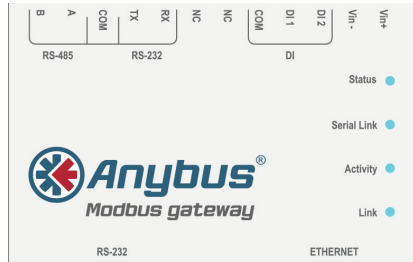 B A COM TX RX NC NC COM DI 1 DI 2 Vin - Vin+
RS-485 RS-232 DI
Status
Serial Link
Activity
Link
Anybus®
Modbus gateway
RS-232 ETHERNET